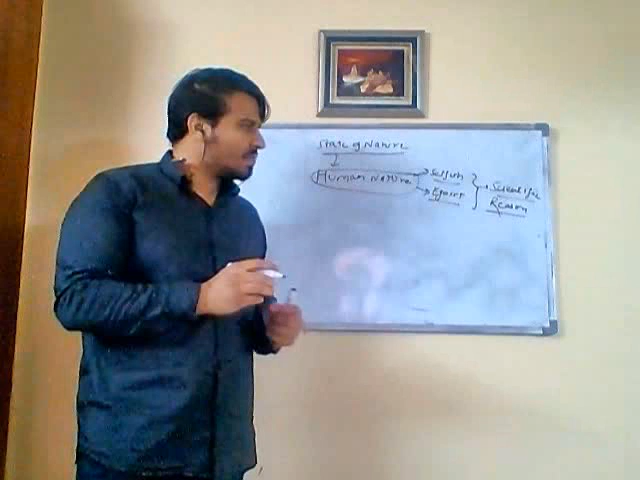 State of Nature
Human Nature
Selfish
Egoist
Scientific
Reason